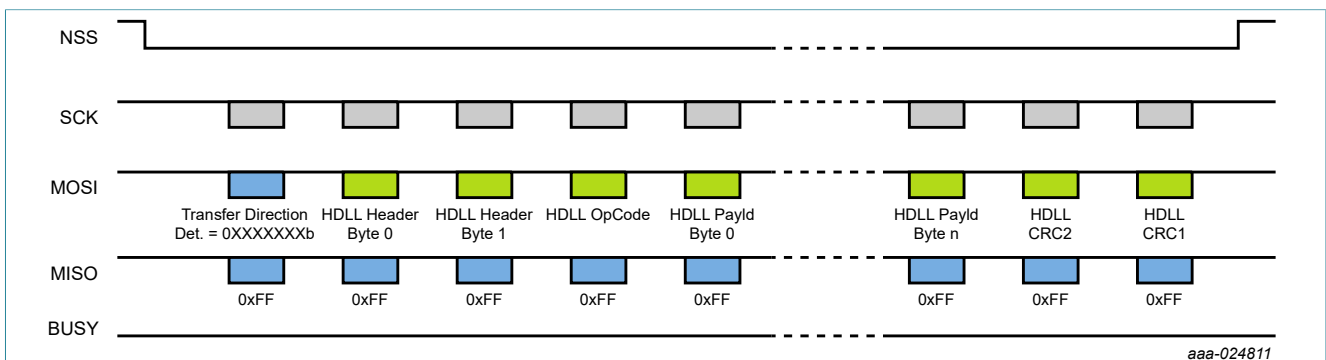 NSS
SCK
MOSI
Transfer Direction
Det. = 0XXXXXXXb
HDLL Header
Byte 0
HDLL Header
Byte 1
HDLL OpCode
HDLL Payld
Byte 0
HDLL Payld
Byte n
HDLL
CRC2
HDLL
CRC1
MISO
0xFF
0xFF
0xFF
0xFF
0xFF
0xFF
0xFF
0xFF
BUSY
aaa-024811